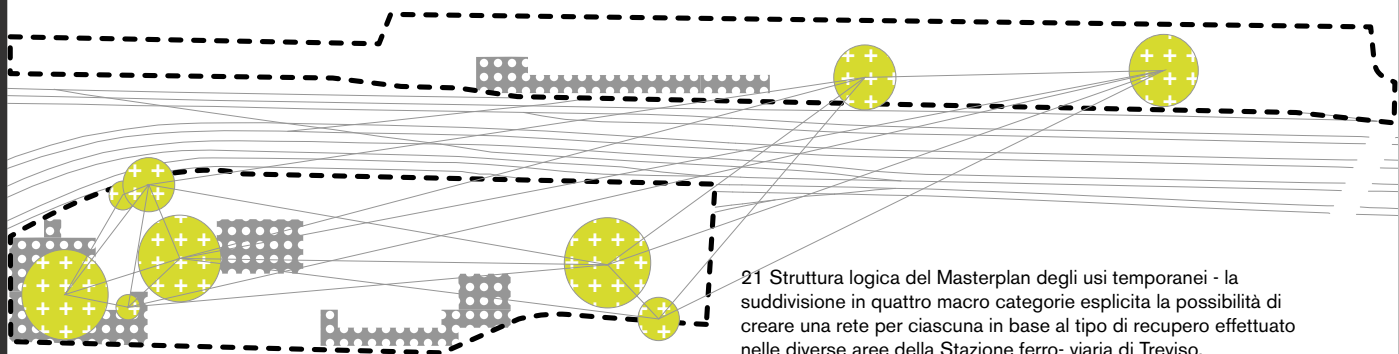 21 Struttura logica del Masterplan degli usi temporanei - la
suddivisione in quattro macro categorie esplicita la possibilità di
creare una rete per ciascuna in base al tipo di recupero effettuato
nelle diverse aree della Stazione ferro- viaria di Treviso.